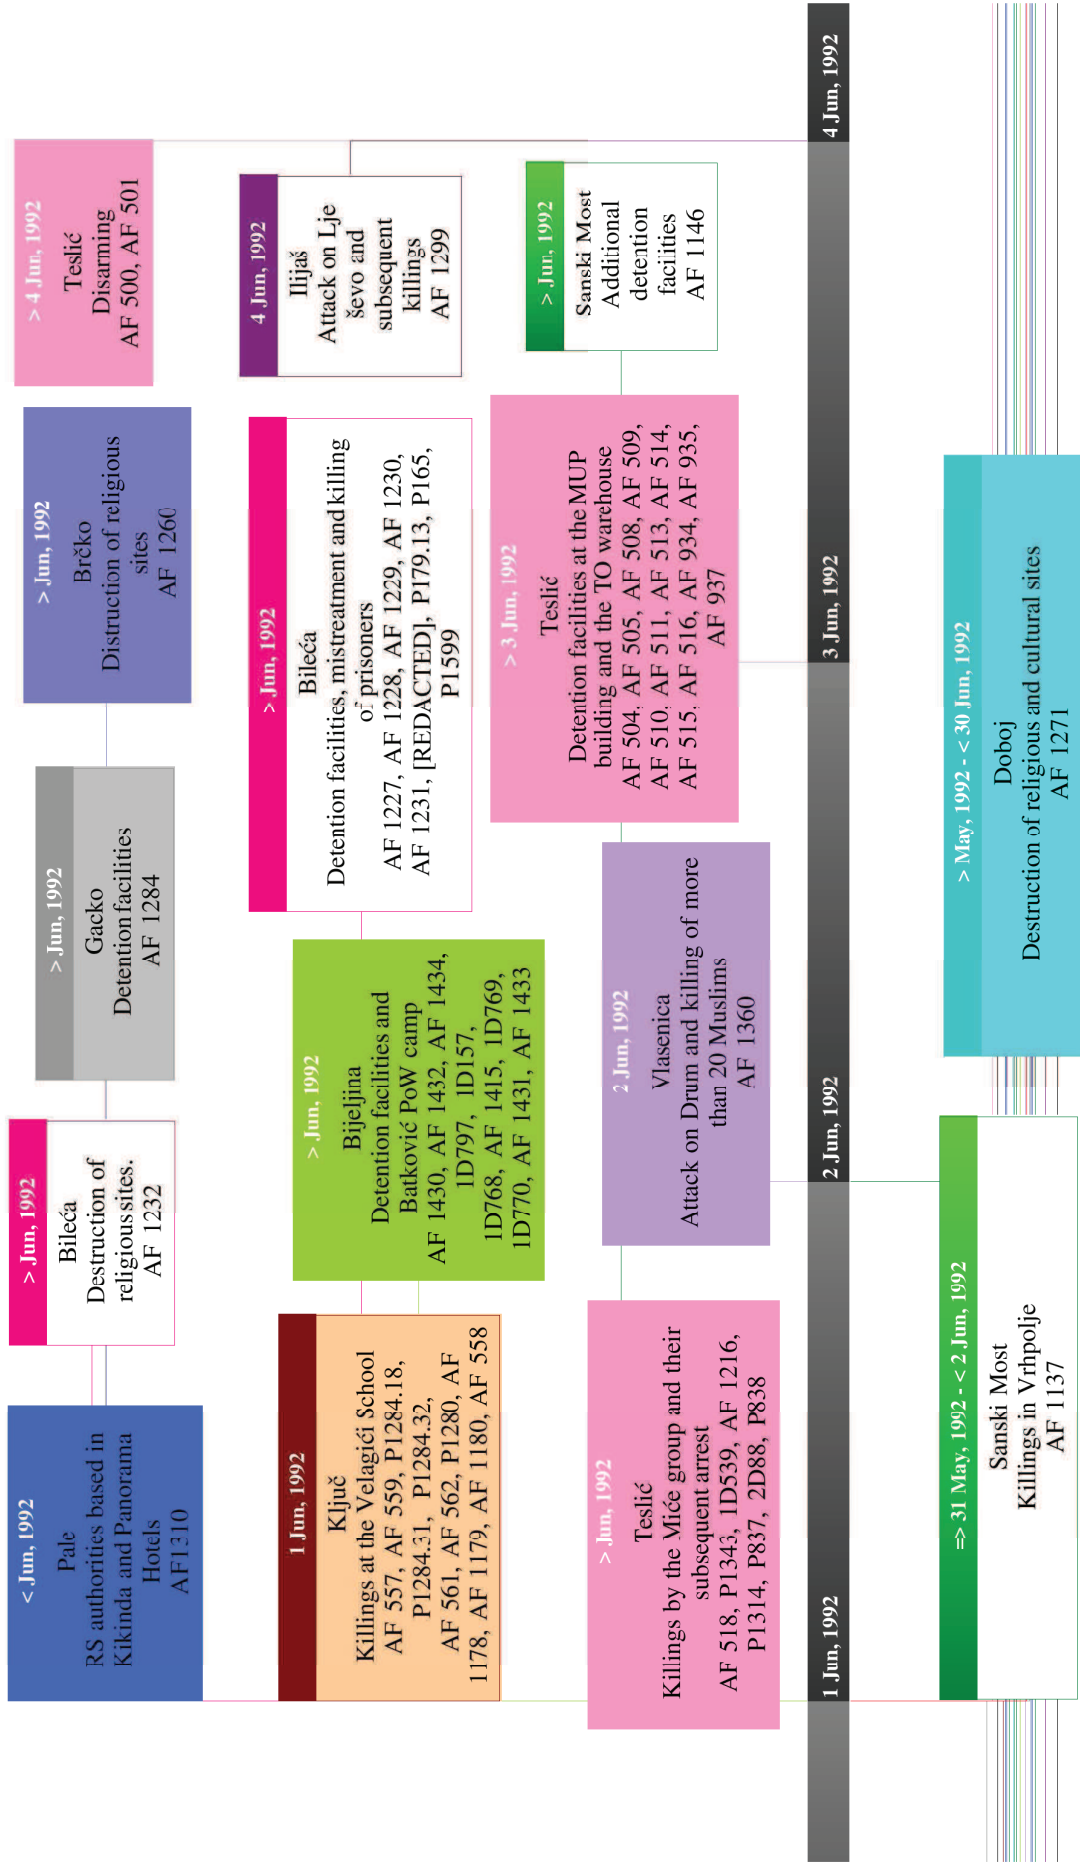 < Jun, 1992
Pale
RS authorities based in
Kikinda and Panorama
Hotels
AF1310
> Jun, 1992
Bileća
Destruction of
religious sites.
AF 1232
> Jun, 1992
Gacko
Detention facilities
AF 1284
> Jun, 1992
Brčko
Distruction of religious
sites
AF 1260
> 4 Jun, 1992
Teslić
Disarming
AF 500, AF 501
1 Jun, 1992
Ključ
Killings at the Velagići School
AF 557, AF 559, P1284.18,
P1284.31, P1284.32,
AF 561, AF 562, P1280, AF
1178, AF 1179, AF 1180, AF 558
> Jun, 1992
Bijeljina
Detention facilities and
Batković PoW camp
AF 1430, AF 1432, AF 1434,
1D797, 1D157,
1D768, AF 1415, 1D769,
1D770, AF 1431, AF 1433
> Jun, 1992
Bileća
Detention facilities, mistreatment and killing
of prisoners
AF 1227, AF 1228, AF 1229, AF 1230,
AF 1231, [REDACTED], P179.13, P165,
P1599
4 Jun, 1992
Ilijaš
Attack on Lje
ševo and
subsequent
killings
AF 1299
> Jun, 1992
Teslić
Killings by the Miće group and their
subsequent arrest
AF 518, P1343, 1D539, AF 1216,
P1314, P837, 2D88, P838
2 Jun, 1992
Vlasenica
Attack on Drum and killing of more
than 20 Muslims
AF 1360
> 3 Jun, 1992
Teslić
Detention facilities at the MUP
building and the TO warehouse
AF 504, AF 505, AF 508, AF 509,
AF 510, AF 511, AF 513, AF 514,
AF 515, AF 516, AF 934, AF 935,
AF 937
> Jun, 1992
Sanski Most
Additional
detention
facilities
AF 1146
1 Jun, 1992
2 Jun, 1992
3 Jun, 1992
4 Jun, 1992
=> 31 May, 1992 - < 2 Jun, 1992
Sanski Most
Killings in Vrhpolje
AF 1137
> May, 1992 - < 30 Jun, 1992
Doboj
Destruction of religious and cultural sites
AF 1271